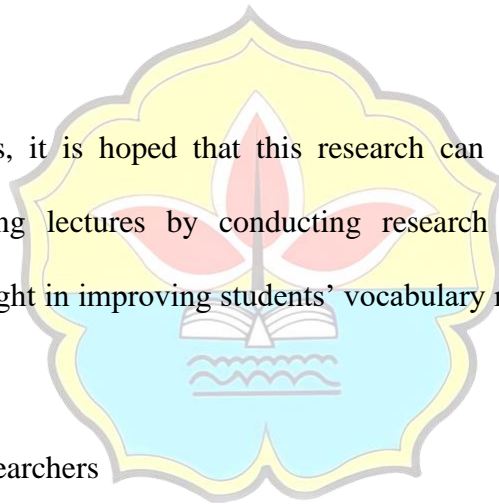 s, it is hoped that this research can
ng lectures by conducting research
ght in improving students’ vocabulary
earchers